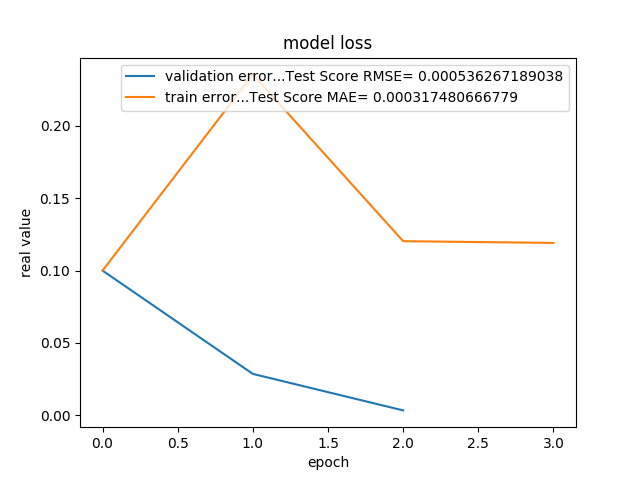 model loss
validation error...Test Score RMSE= 0.000536267189038
train error...Test Score MAE= 0.000317480666779
0.20
0.15
0.10
0.05
0.00
real value
0.0 0.5 1.0 1.5 2.0 2.5 3.0
epoch